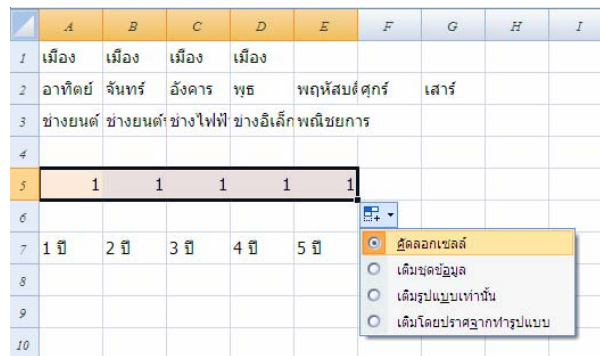 A B C D E F G H I
1 เมือง เมือง เมือง เมือง
2 อาทิตย์ จันทร์ อังคาร พุธ พฤหัสบดี ศุกร์ เสาร์
3 ช่างยนต์ ช่างยนต์ ช่างไฟฟ้ ช่างอิเล็ก พณิชยการ
4
5 1 1 1 1 1
6
7 1 ปี 2 ปี 3 ปี 4 ปี 5 ปี
คัดลอกเซลล์
8
เติมชุดข้อมูล
9
เติมรูปแบบเท่านั้น
10
เติมโดยปราศจากทำรูปแบบ